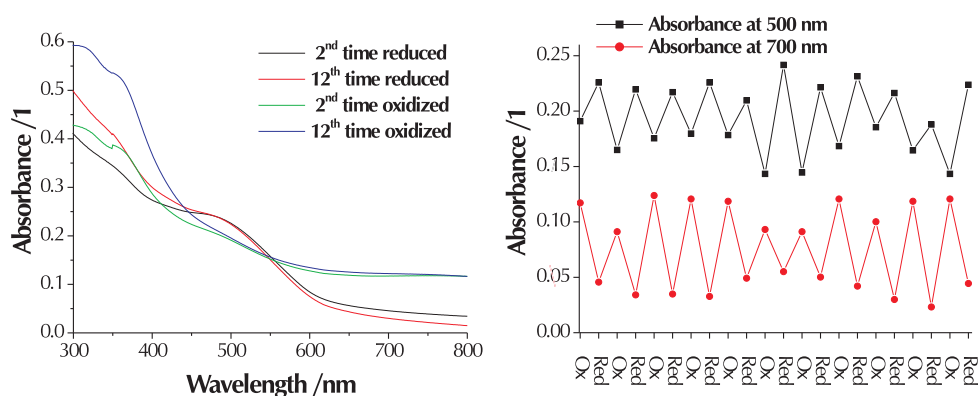 Absorbance /1
0.6
0.5
0.4
0.3
0.2
0.1
0.0
300
400
500
600
700
800
Wavelength /nm
2nd time reduced
12th time reduced
2nd time oxidized
12th time oxidized
Absorbance at 500 nm
Absorbance at 700 nm
Absorbance /1
0.25
0.20
0.15
0.10
0.05
0.00
Ox
Red
Ox
Red
Ox
Red
Ox
Red
Ox
Red
Ox
Red
Ox
Red
Ox
Red
Ox
Red
Ox
Red
Ox
Red